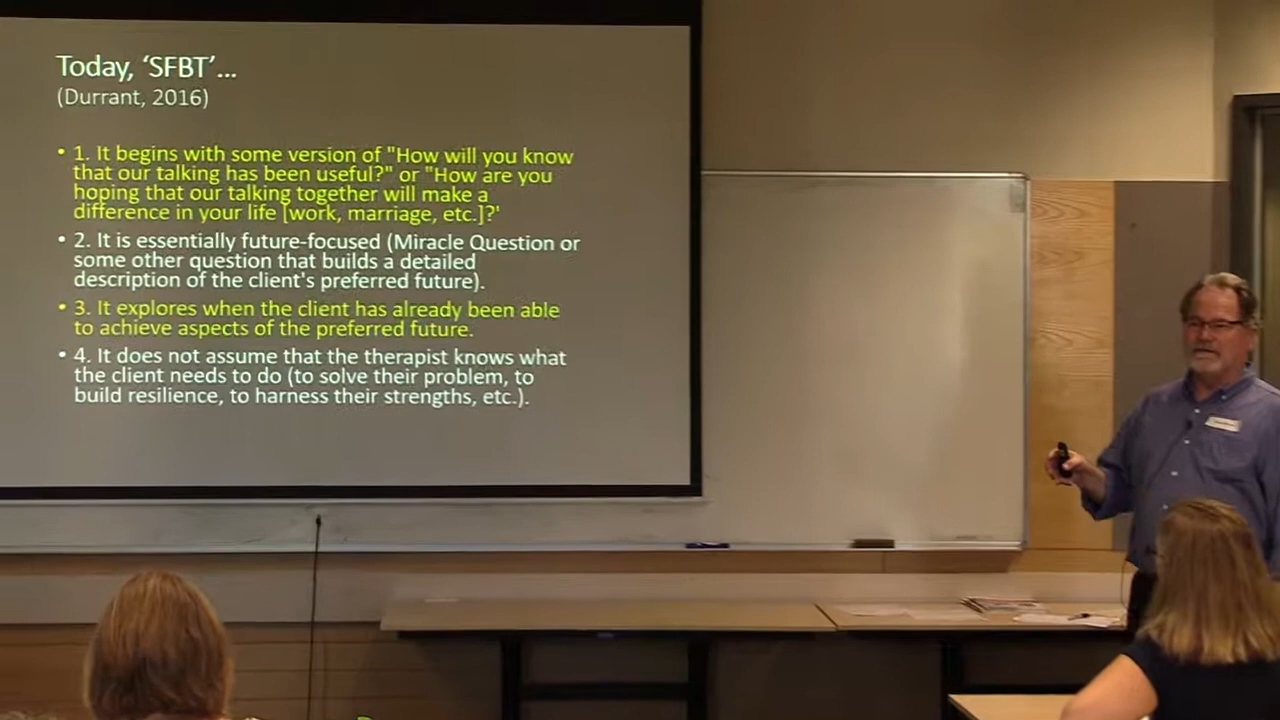 Today, ‘SFBT’...
(Durrant, 2016)
• 1. It begins with some version of "How will you know
that our talking has been useful?" or "How are you
hoping that our talking together will make a
difference in your life [work, marriage, etc.]?'
• 2. It is essentially future-focused (Miracle Question or
some other question that builds a detailed
description of the client's preferred future).
• 3. It explores when the client has already been able
to achieve aspects of the preferred future.
• 4. It does not assume that the therapist knows what
the client needs to do (to solve their problem, to
build resilience, to harness their strengths, etc.).